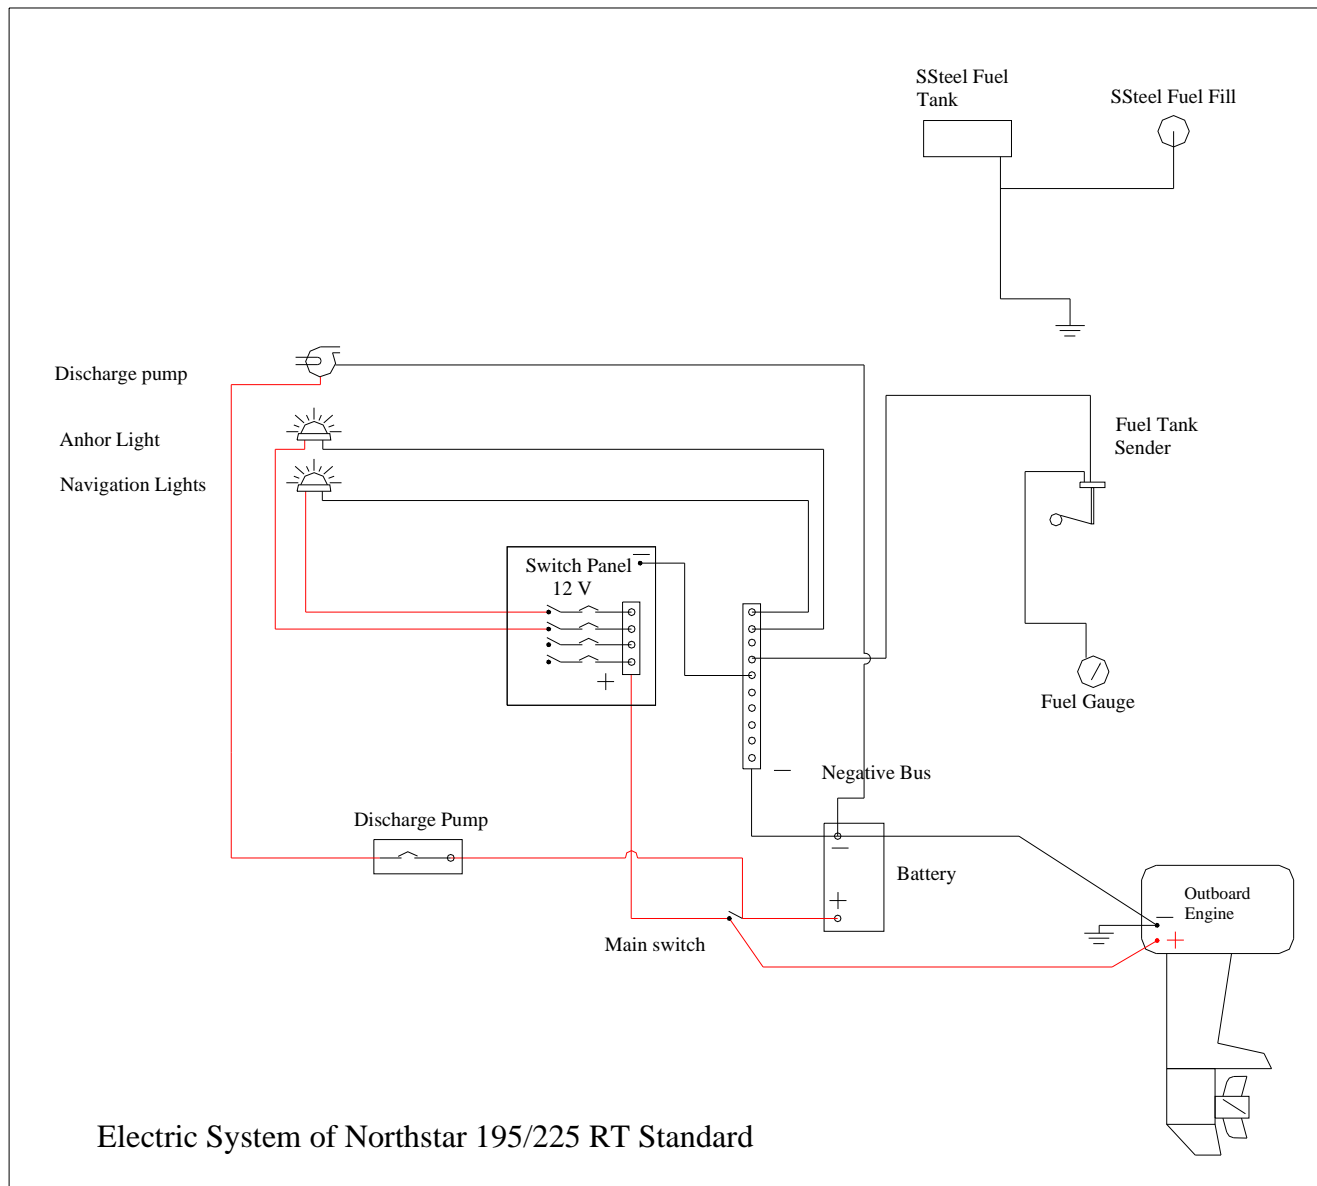 SSteel Fuel
Tank
SSteel Fuel Fill
Discharge pump
Anhor Light
Navigation Lights
Fuel Tank
Sender
Switch Panel
12 V
Fuel Gauge
Negative Bus
Discharge Pump
Battery
Outboard
Engine
Main switch
Electric System of Northstar 195/225 RT Standard